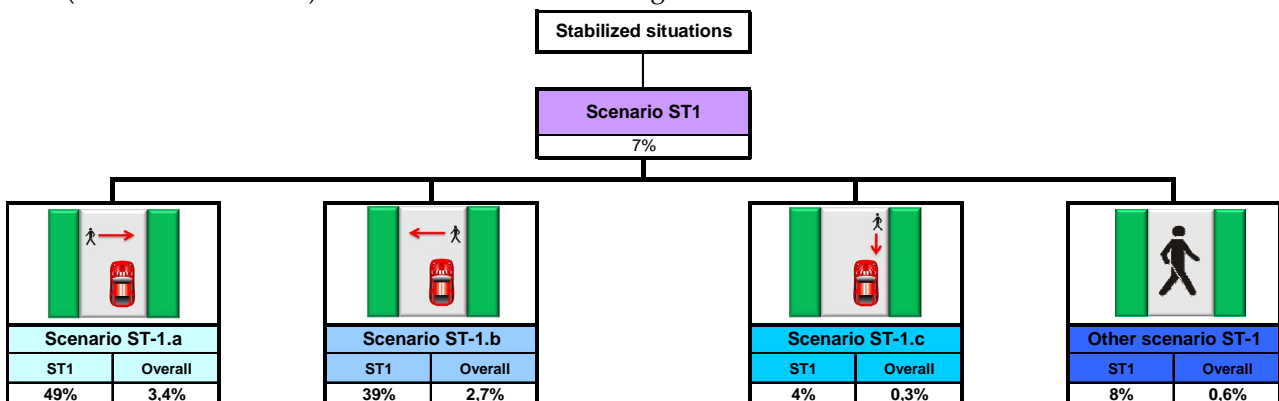 Stabilized situations
Scenario ST1
7%
Scenario ST-1.a
ST1 Overall
49% 3,4%
Scenario ST-1.b
ST1 Overall
39% 2,7%
Scenario ST-1.c
ST1 Overall
4% 0,3%
Other scenario ST-1
ST1 Overall
8% 0,6%